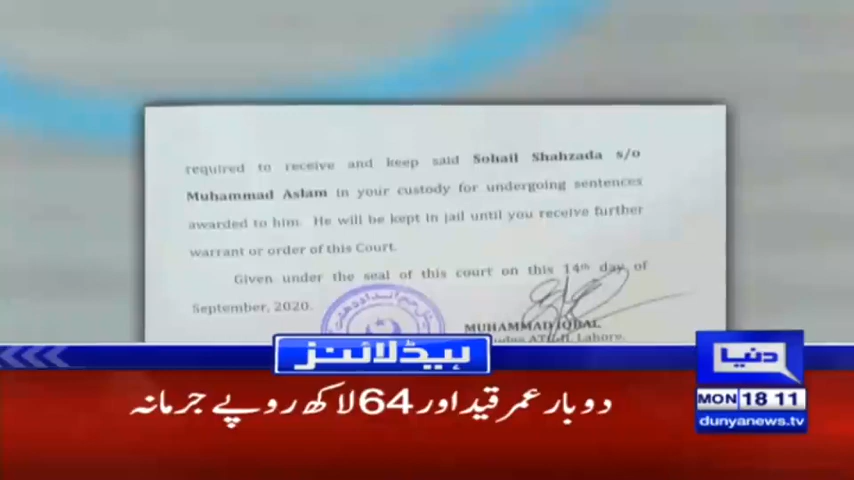 required to receive and keep said Sohail Shahzada s/o
Muhammad Aslam in your custody for undergoing sentences
awarded to him. He will be kept in jail until you receive further
warrant or order of this Court.
Given under the seal of this court on this 14th day of
September, 2020.
MUHAMMAD IQBAL
Lahore.
ہیڈلائنز
دو بار عمر قید اور 64 لاکھ روپے جرمانہ
دنیا
MON 18 11
dunyanews.tv